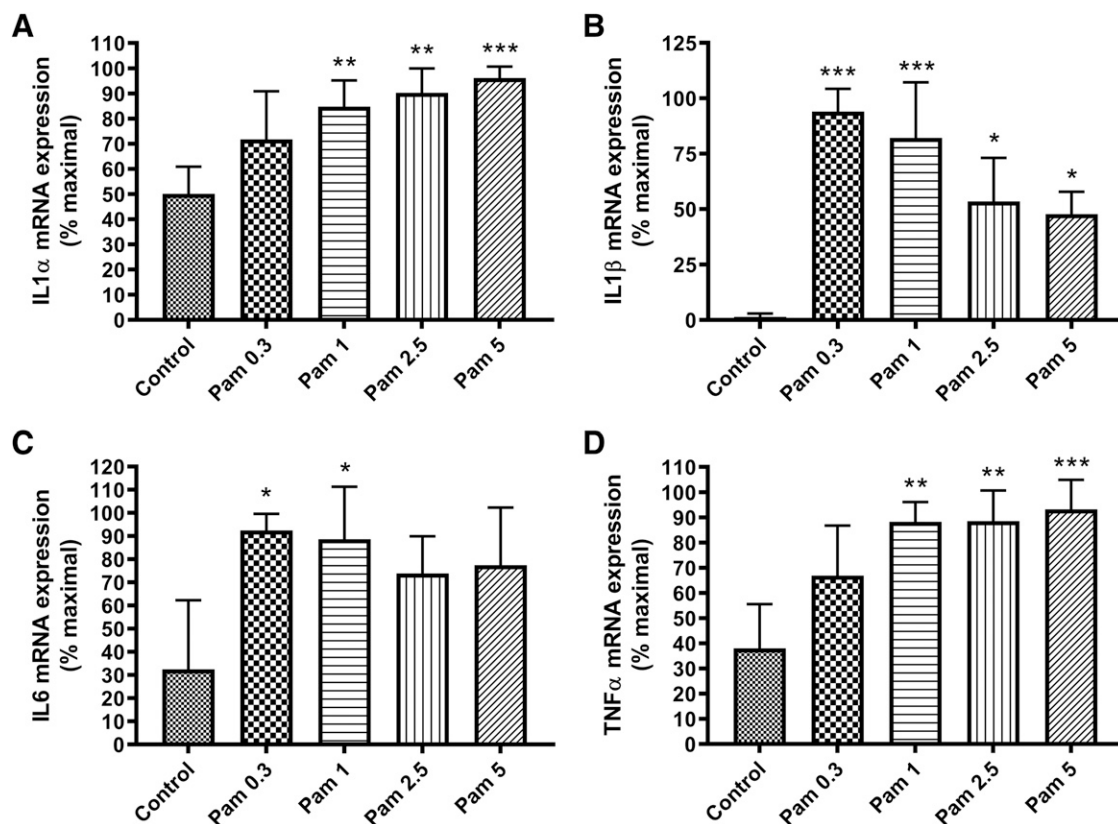 A
IL1α mRNA expression
(% maximal)
110
100
90
80
70
60
50
40
30
20
10
0
** ** ***
Control Pam 0.3 Pam 1 Pam 2.5 Pam 5
B
IL1β mRNA expression
(% maximal)
125
100
75
50
25
0
*** *** * *
Control Pam 0.3 Pam 1 Pam 2.5 Pam 5
C
IL6 mRNA expression
(% maximal)
120
110
100
90
80
70
60
50
40
30
20
10
0
* *
Control Pam 0.3 Pam 1 Pam 2.5 Pam 5
D
TNFα mRNA expression
(% maximal)
110
100
90
80
70
60
50
40
30
20
10
0
** ** ***
Control Pam 0.3 Pam 1 Pam 2.5 Pam 5